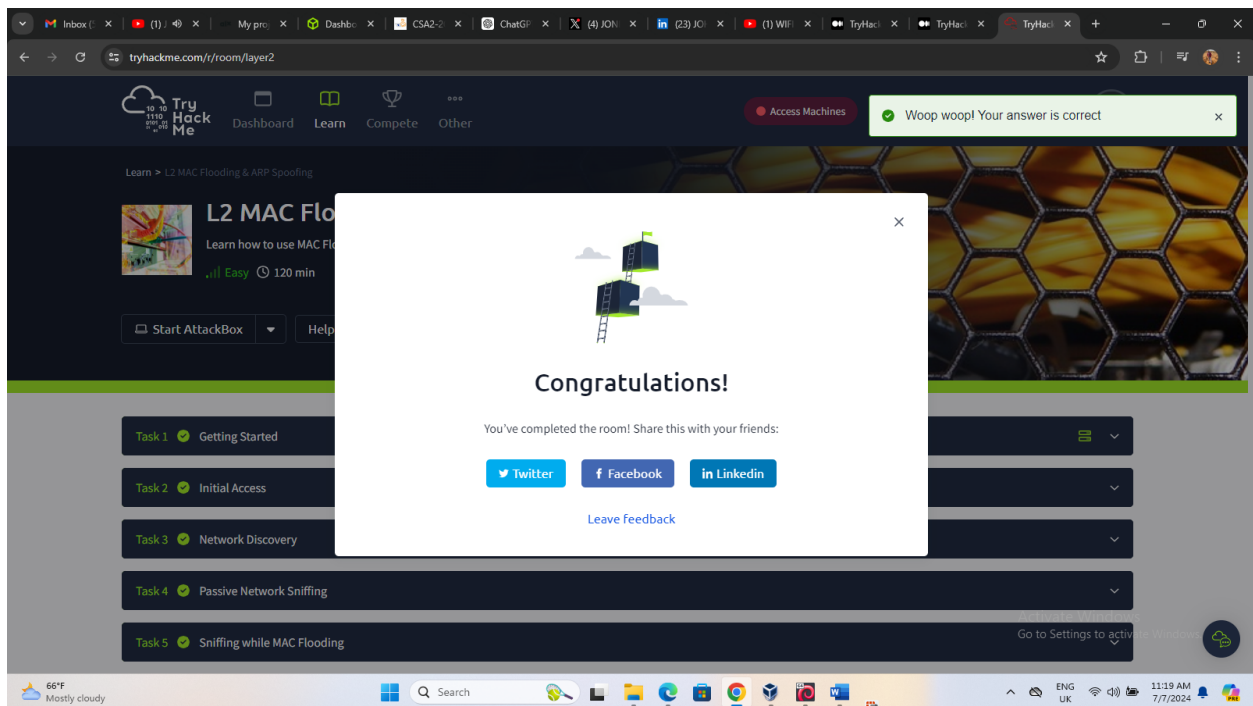 Inbox (
(1) J
My proj
Dashbo
CSA2-2
ChatGP
(4) JON
(23) JO
(1) WIF
TryHack
TryHack
TryHack
tryhackme.com/r/room/layer2
Try
Hack
Me
Dashboard
Learn
Compete
Other
Access Machines
Woop woop! Your answer is correct
Learn > L2 MAC Flooding & ARP Spoofing
L2 MAC Flo
Learn how to use MAC Flo
Easy 120 min
Start AttackBox
Help
Congratulations!
You've completed the room! Share this with your friends:
Twitter
Facebook
Linkedin
Leave feedback
Task 1 Getting Started
Task 2 Initial Access
Task 3 Network Discovery
Task 4 Passive Network Sniffing
Task 5 Sniffing while MAC Flooding
Activate Windows
Go to Settings to activate Windows
66°F
Mostly cloudy
Search
ENG
UK
11:19 AM
7/7/2024